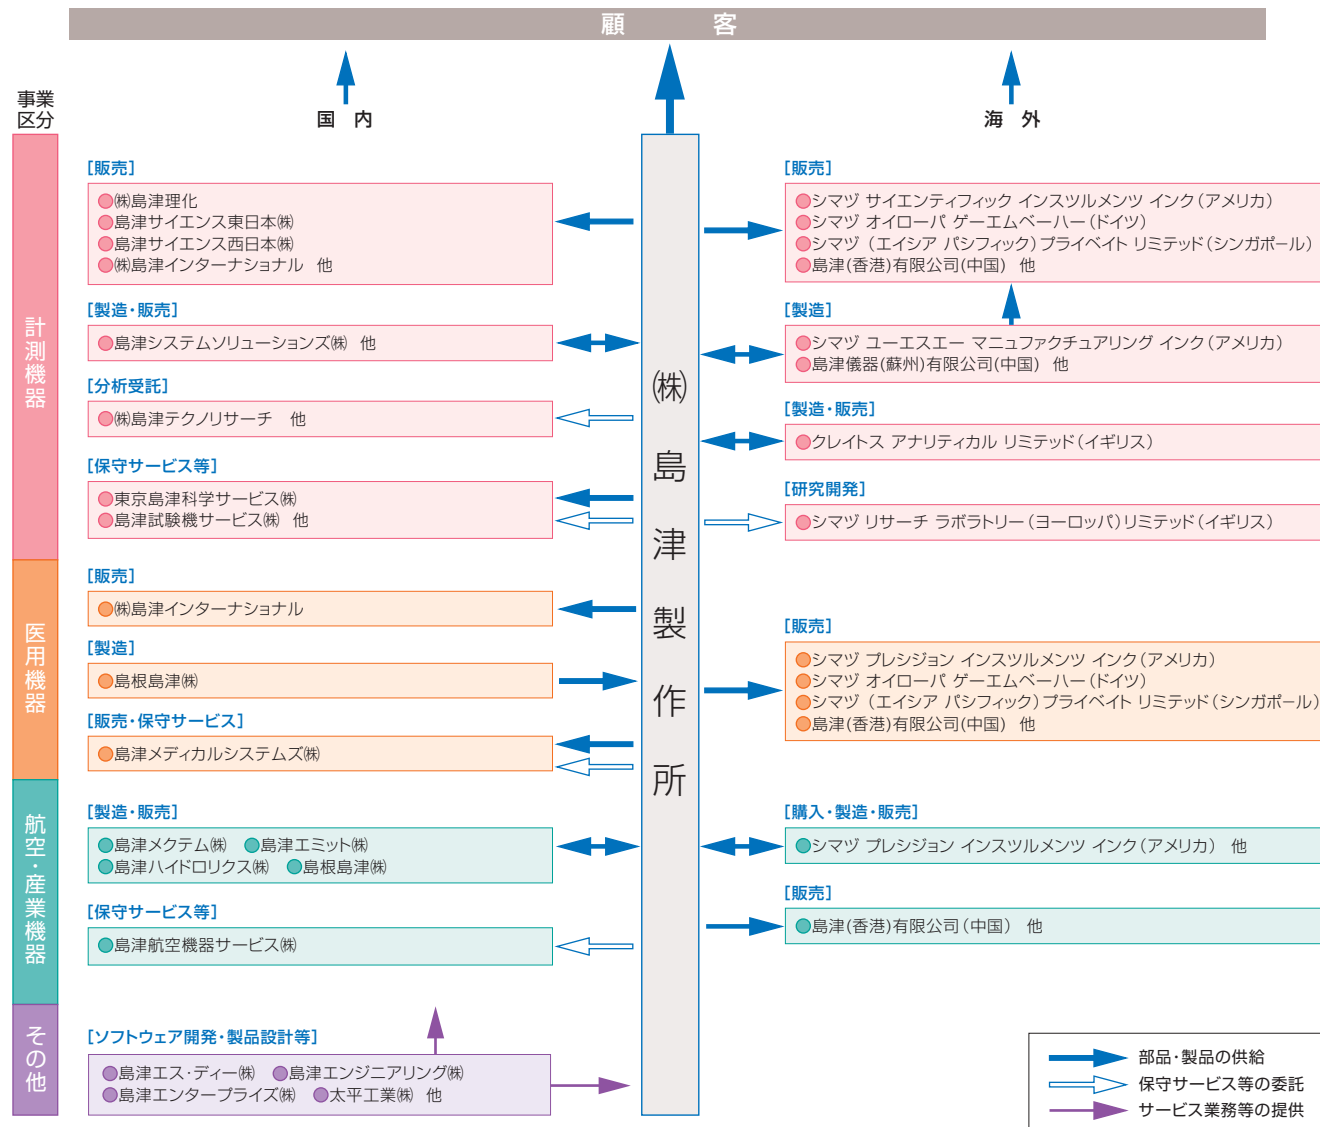 顧 客
事業
区分
国 内
海 外
計測機器
[販売]
㈱島津理化
島津サイエンス東日本㈱
島津サイエンス西日本㈱
㈱島津インターナショナル 他
[製造・販売]
島津システムソリューションズ㈱ 他
[分析受託]
㈱島津テクノリサーチ 他
[保守サービス等]
東京島津科学サービス㈱
島津試験機サービス㈱ 他
医用機器
[販売]
㈱島津インターナショナル
[製造]
島根島津㈱
[販売・保守サービス]
島津メディカルシステムズ㈱
航空・産業機器
[製造・販売]
島津メクテム㈱ 島津エミット㈱
島津ハイドロリクス㈱ 島根島津㈱
[保守サービス等]
島津航空機器サービス㈱
その他
[ソフトウェア開発・製品設計等]
島津エス・ディー㈱ 島津エンジニアリング㈱
島津エンタープライズ㈱ 太平工業㈱ 他
㈱島津製作所
[販売]
シマヅ サイエンティフィック インスツルメンツ インク(アメリカ)
シマヅ オイローパ ゲーエムベーハー(ドイツ)
シマヅ (エイシア パシフィック)プライベイト リミテッド(シンガポール)
島津(香港)有限公司(中国) 他
[製造]
シマヅ ユーエスエー マニュファクチュアリング インク(アメリカ)
島津儀器(蘇州)有限公司(中国) 他
[製造・販売]
クレイトス アナリティカル リミテッド(イギリス)
[研究開発]
シマヅ リサーチ ラボラトリー(ヨーロッパ)リミテッド(イギリス)
[販売]
シマヅ プレシジョン インスツルメンツ インク(アメリカ)
シマヅ オイローパ ゲーエムベーハー(ドイツ)
シマヅ (エイシア パシフィック)プライベイト リミテッド(シンガポール)
島津(香港)有限公司(中国) 他
[購入・製造・販売]
シマヅ プレシジョン インスツルメンツ インク(アメリカ) 他
[販売]
島津(香港)有限公司(中国) 他
部品・製品の供給
保守サービス等の委託
サービス業務等の提供